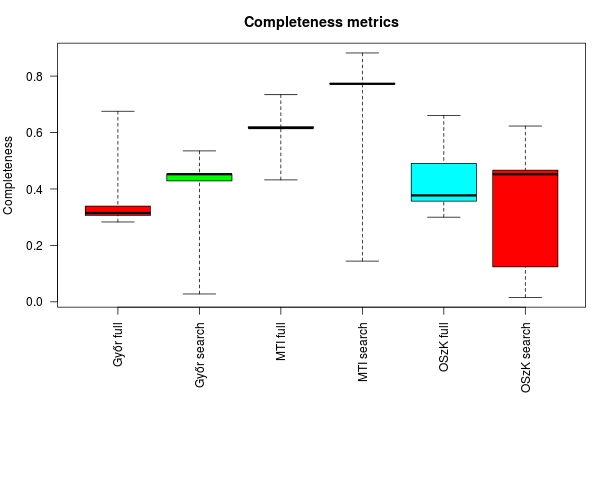 Completeness metrics
Completeness
0.8
0.6
0.4
0.2
0.0
Győr full
Győr search
MTI full
MTI search
OSzK full
OSzK search